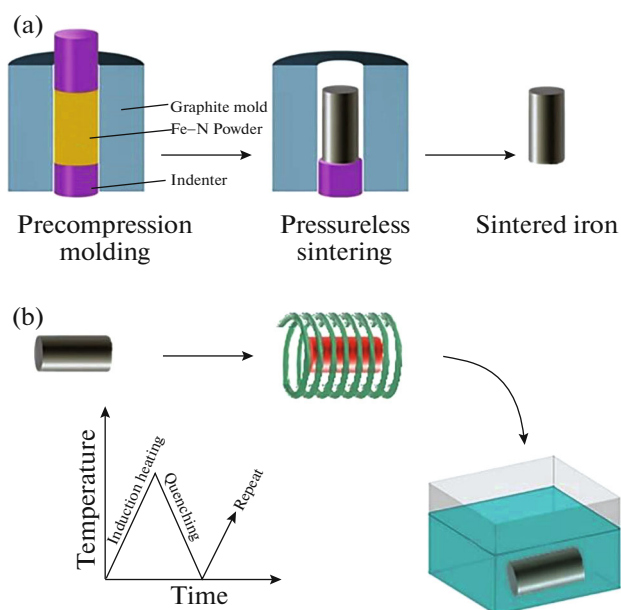 (a)
Graphite mold
Fe–N Powder
Indenter
Precompression
molding
Pressureless
sintering
Sintered iron
(b)
Temperature
Induction heating
Quenching
Repeat
Time